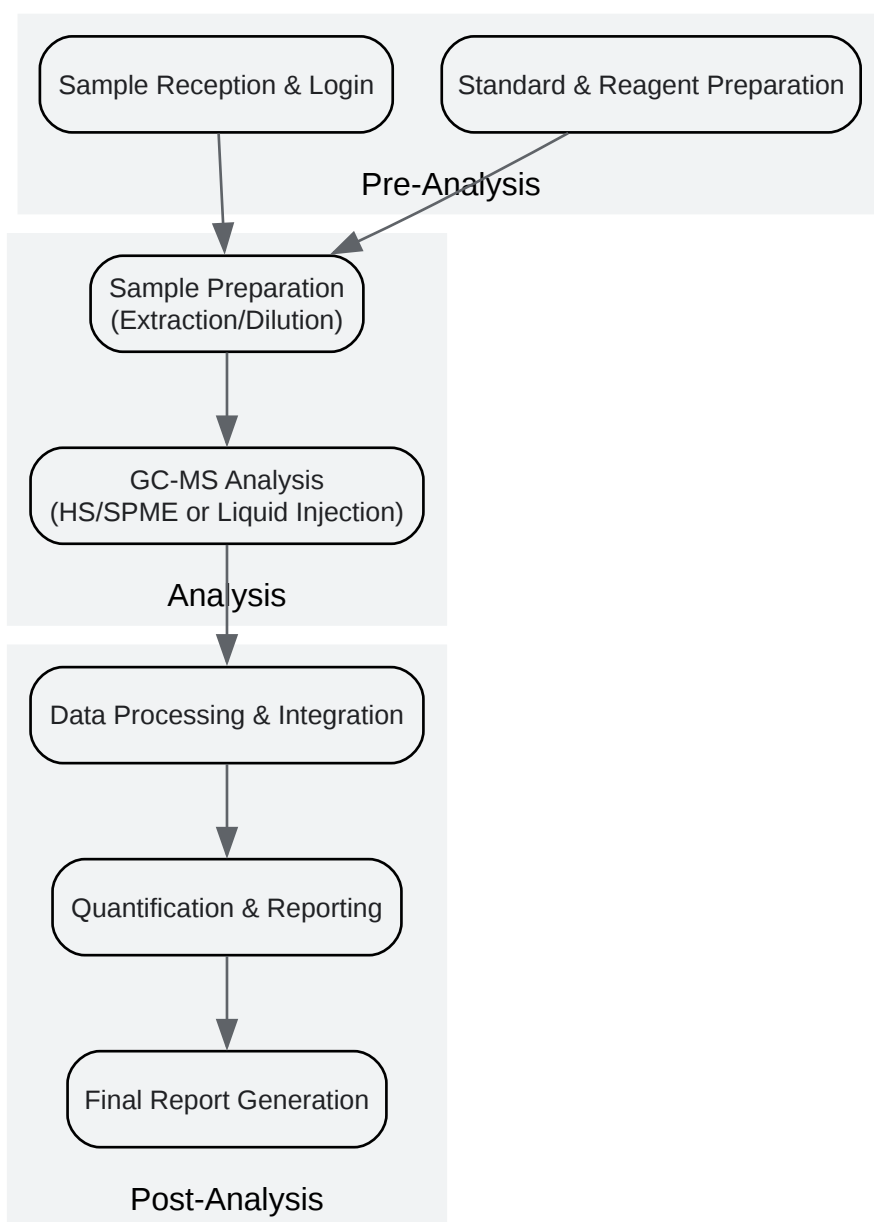 Sample Reception & Login
Standard & Reagent Preparation
Pre-Analysis
Sample Preparation
(Extraction/Dilution)
GC-MS Analysis
(HS/SPME or Liquid Injection)
Analysis
Data Processing & Integration
Quantification & Reporting
Final Report Generation
Post-Analysis